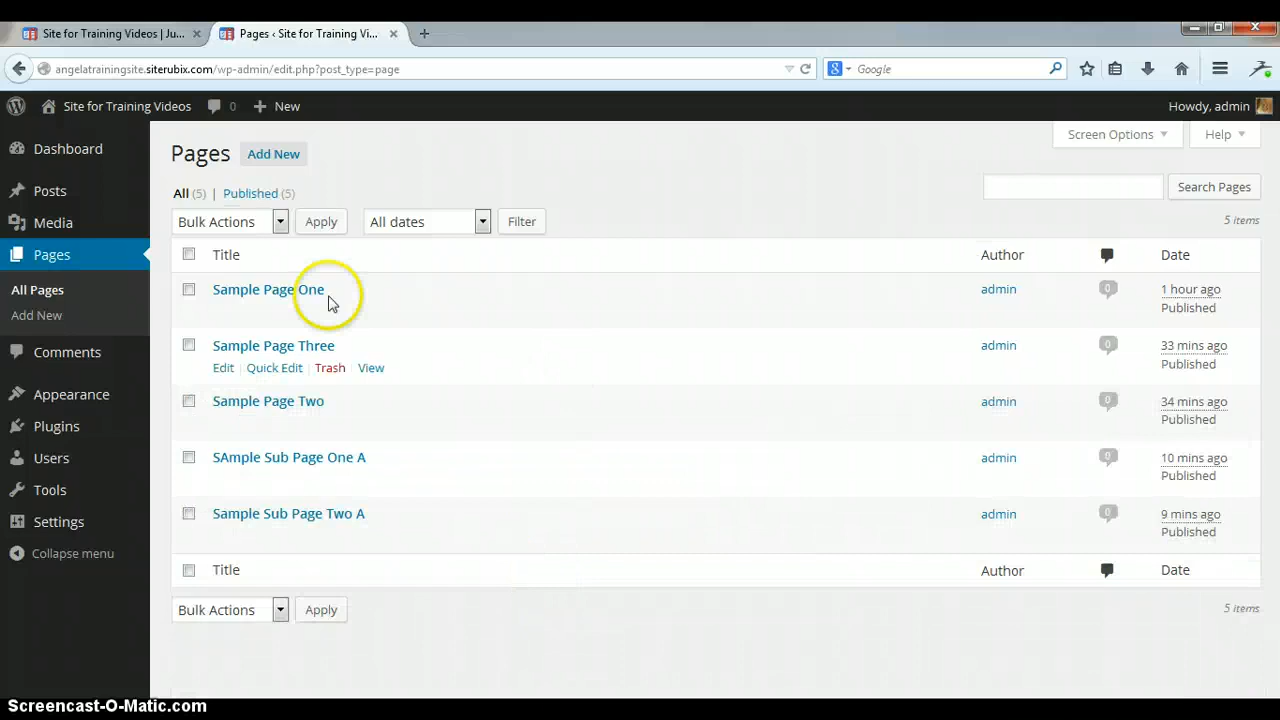 Site for Training Videos | Ju... × Pages ‹ Site for Training Vi... × +
angelatrainingsite.siterubix.com/wp-admin/edit.php?post_type=page Google
Site for Training Videos 0 + New Howdy, admin
Screen Options Help
Dashboard
Posts
Media
Pages
All Pages
Add New
Comments
Appearance
Plugins
Users
Tools
Settings
Collapse menu
Pages Add New
All (5) | Published (5) Search Pages
Bulk Actions Apply All dates Filter 5 items
Title Author Date
Sample Page One admin 0 1 hour ago
Published
Sample Page Three admin 0 33 mins ago
Edit | Quick Edit | Trash | View Published
Sample Page Two admin 0 34 mins ago
Published
SAmple Sub Page One A admin 0 10 mins ago
Published
Sample Sub Page Two A admin 0 9 mins ago
Published
Title Author Date
Bulk Actions Apply 5 items
Screencast-O-Matic.com